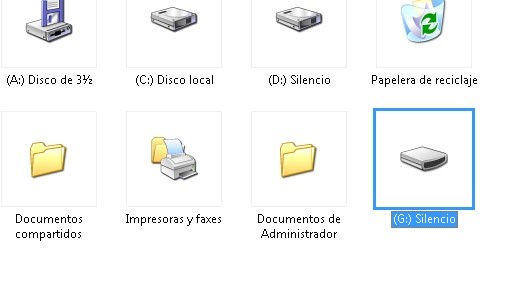 (A:) Disco de 3½
(C:) Disco local
(D:) Silencio
Papelera de reciclaje
Documentos
compartidos
Impresoras y faxes
Documentos de
Administrador
(G:) Silencio